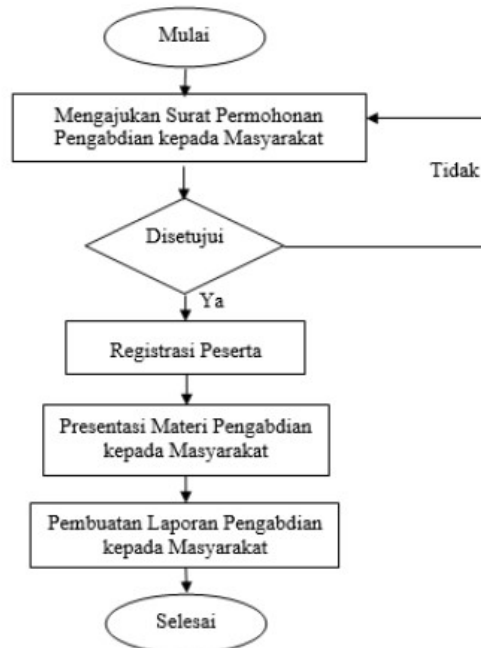 Mulai
Mengajukan Surat Permohonan
Pengabdian kepada Masyarakat
Tidak
Disetujui
Ya
Registrasi Peserta
Presentasi Materi Pengabdian
kepada Masyarakat
Pembuatan Laporan Pengabdian
kepada Masyarakat
Selesai